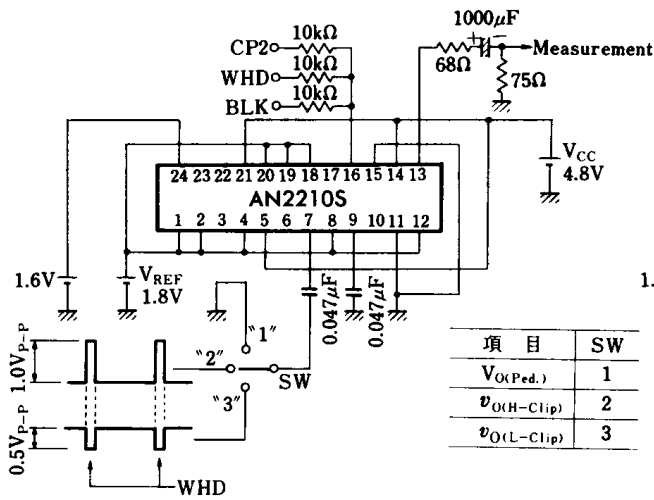 1000μF
+ −
10kΩ
CP2
10kΩ
68Ω
Measurement
WHD
10kΩ
75Ω
BLK
24 23 22 21 20 19 18 17 16 15 14 13
AN2210S
1 2 3 4 5 6 7 8 9 10 11 12
VCC
4.8V
1.6V
VREF
1.8V
0.047μF
0.047μF
1.
1.0VP-P
"1"
"2"
SW
"3"
0.5VP-P
WHD
項 目 SW
VO(Ped.) 1
vO(H-Clip) 2
vO(L-Clip) 3